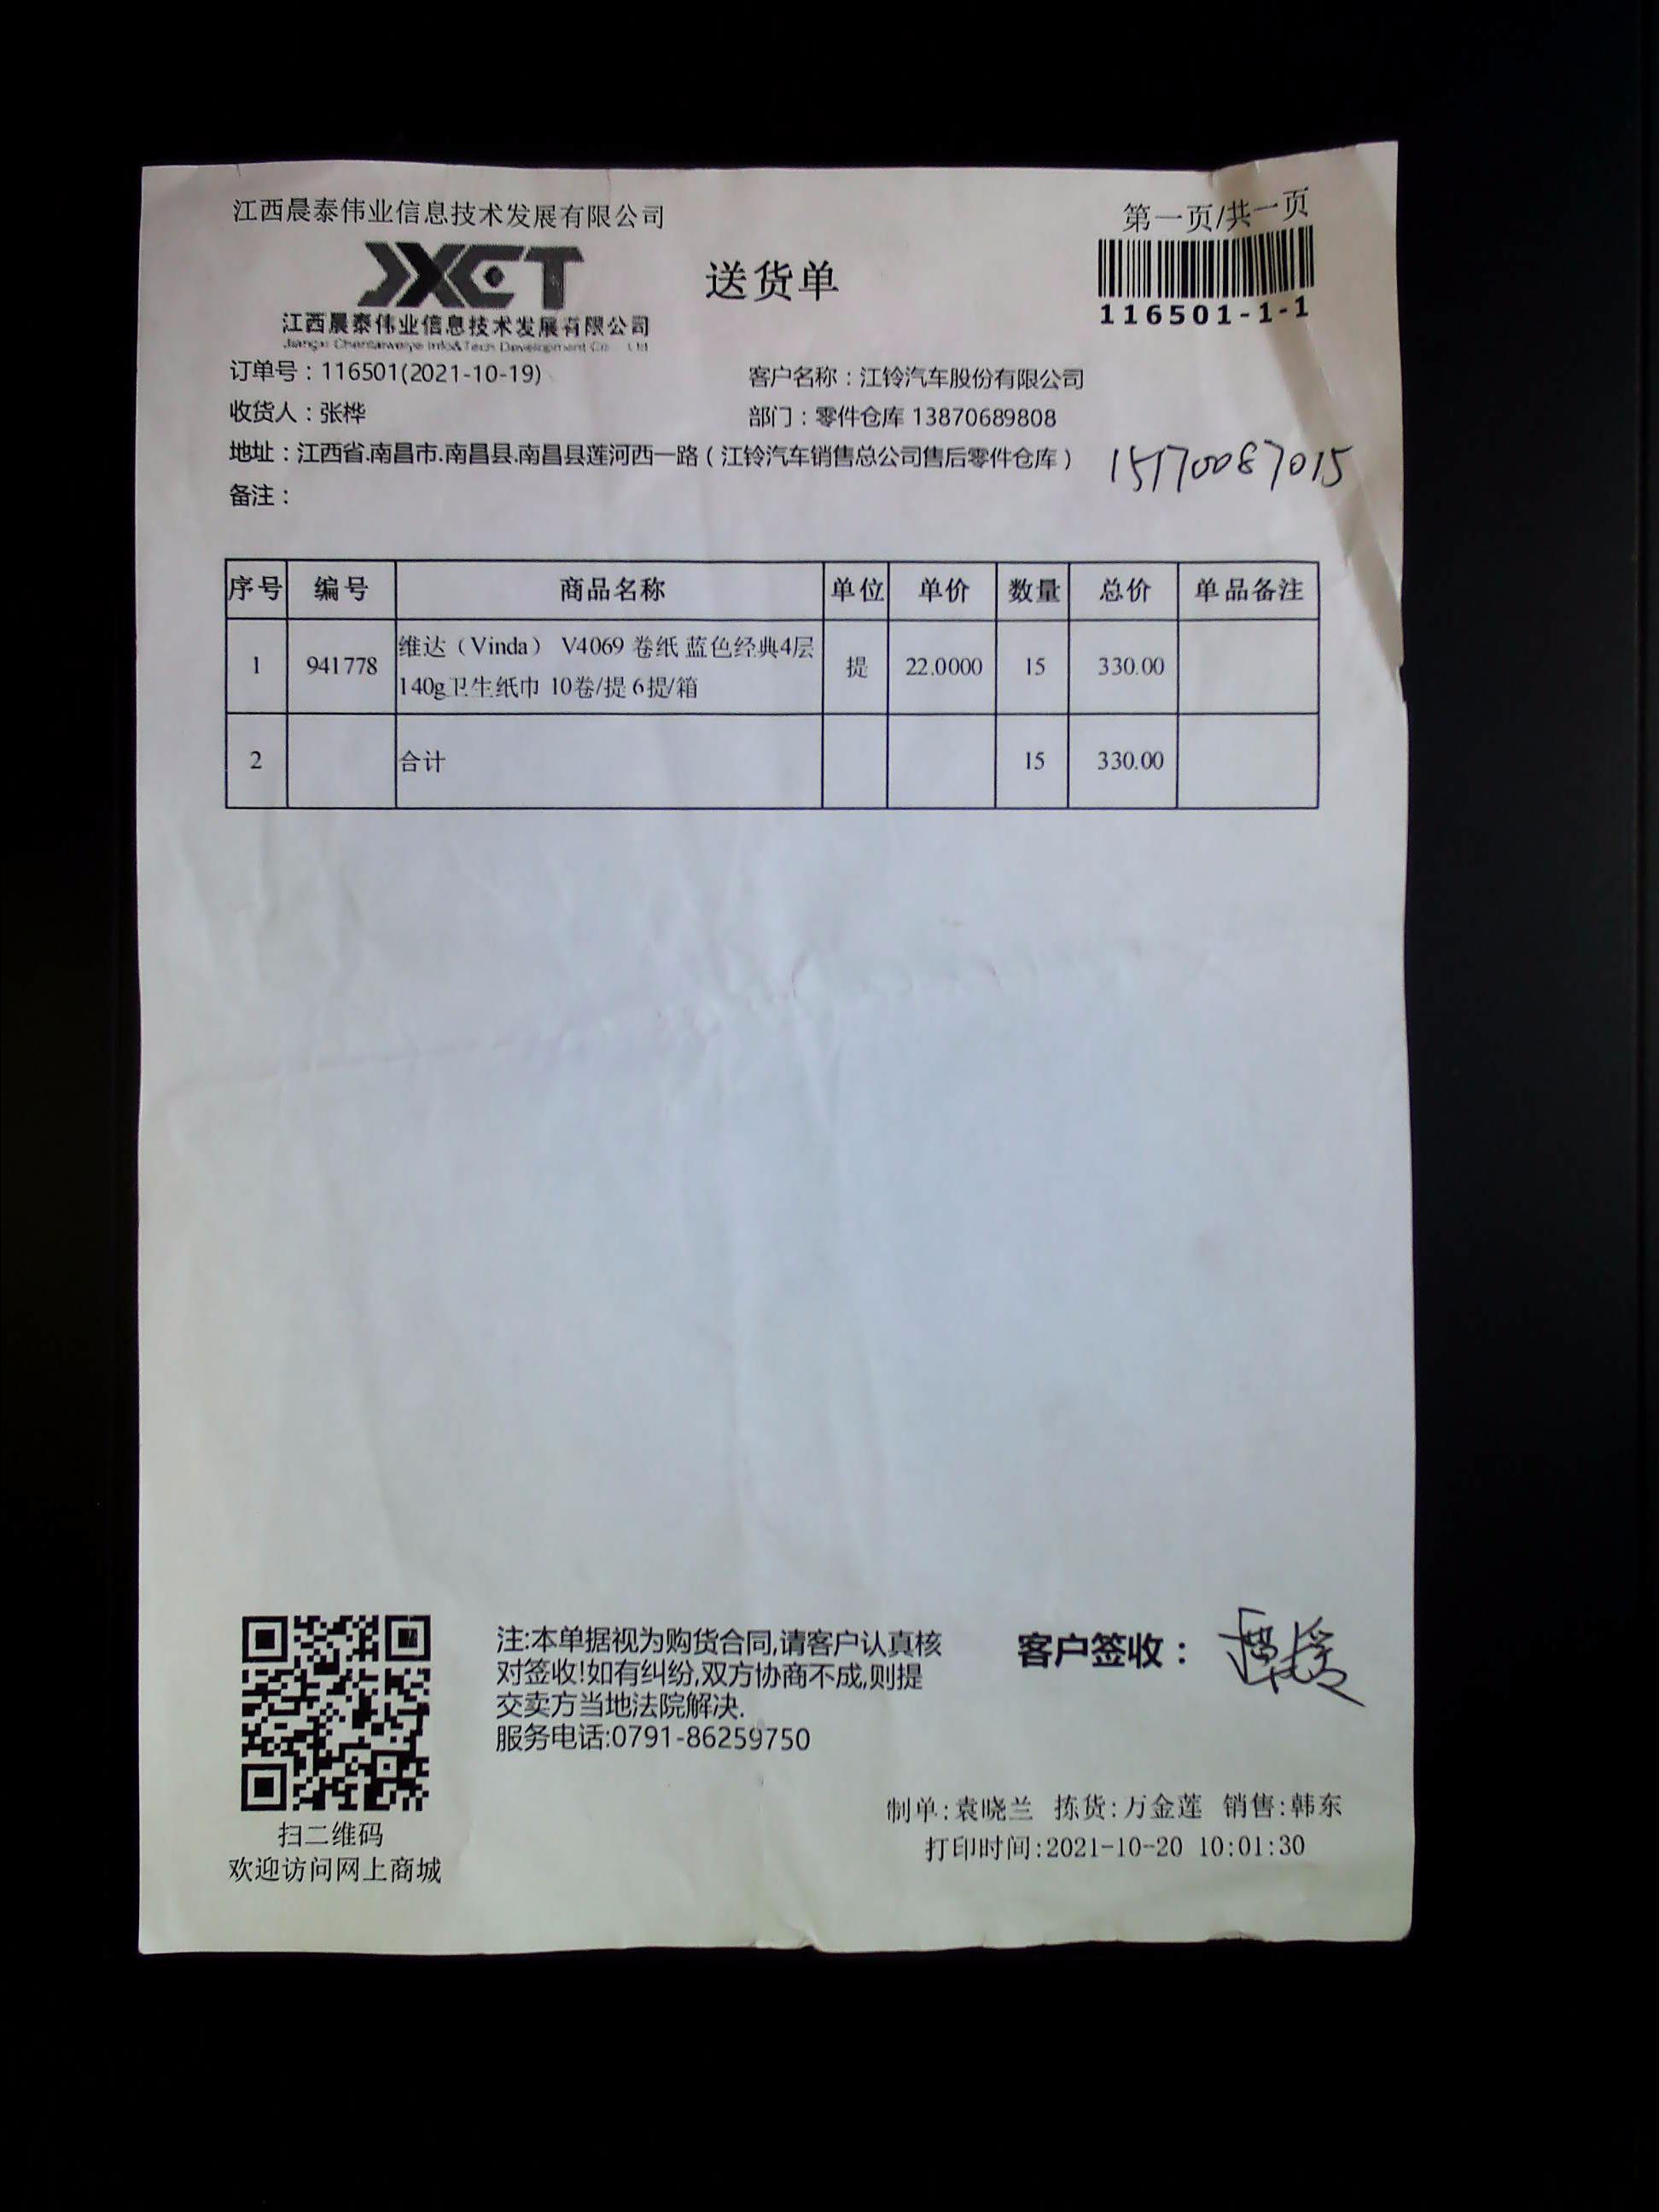 江西晨泰伟业信息技术发展有限公司
第一页/共一页
JXCT
送货单
江西晨泰伟业信息技术发展有限公司
116501-1-1
订单号：116501(2021-10-19)
客户名称：江铃汽车股份有限公司
收货人：张桦
部门：零件仓库 13870689808
地址：江西省.南昌市.南昌县.南昌县莲河西一路（江铃汽车销售总公司售后零件仓库）
15170087015
备注：
序号 编号 商品名称 单位 单价 数量 总价 单品备注
1 941778 维达（Vinda） V4069 卷纸 蓝色经典4层 提 22.0000 15 330.00
140g卫生纸巾 10卷/提 6提/箱
2 合计 15 330.00
注:本单据视为购货合同,请客户认真核
对签收!如有纠纷,双方协商不成,则提
交卖方当地法院解决.
服务电话:0791-86259750
客户签收：
扫二维码
欢迎访问网上商城
制单:袁晓兰 拣货:万金莲 销售:韩东
打印时间:2021-10-20 10:01:30